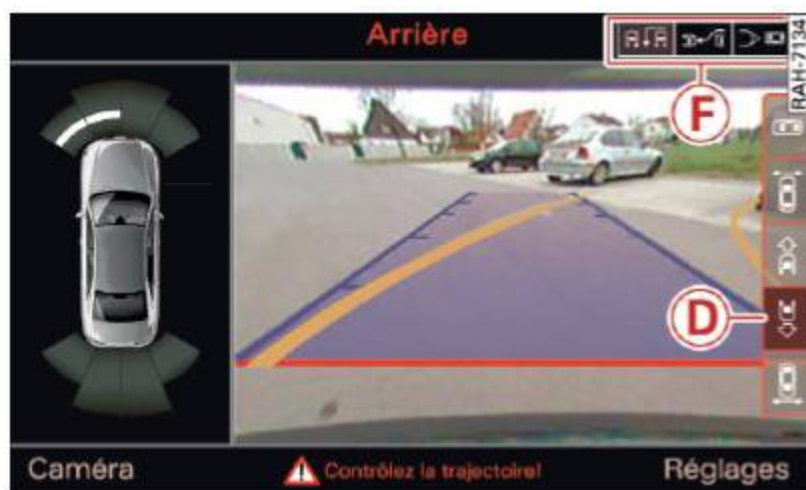 Arrière
RAH-7134
F
D
Caméra
Contrôlez la trajectoire!
Réglages